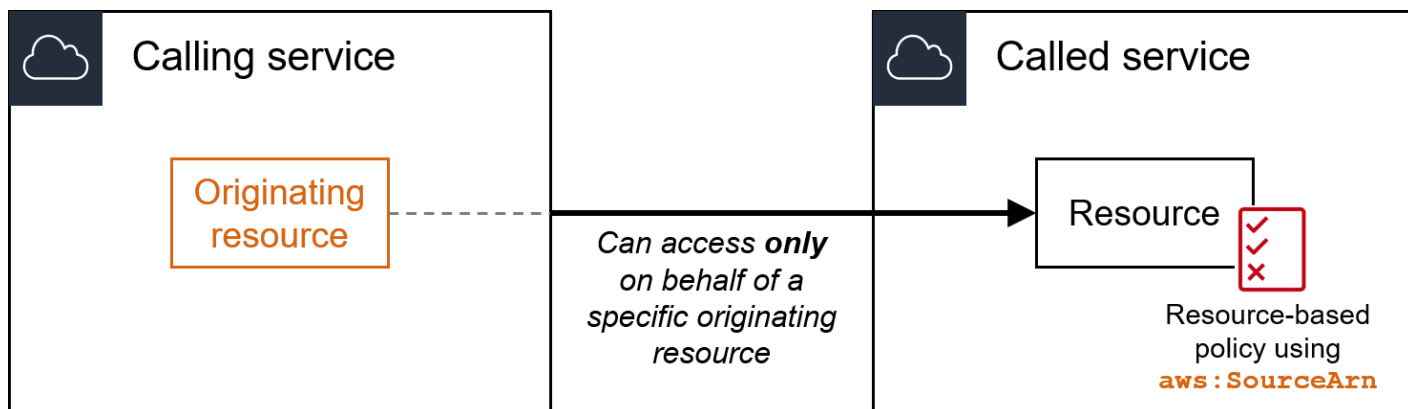 Calling service
Originating
resource
Can access only
on behalf of a
specific originating
resource
Called service
Resource
Resource-based
policy using
aws:SourceArn